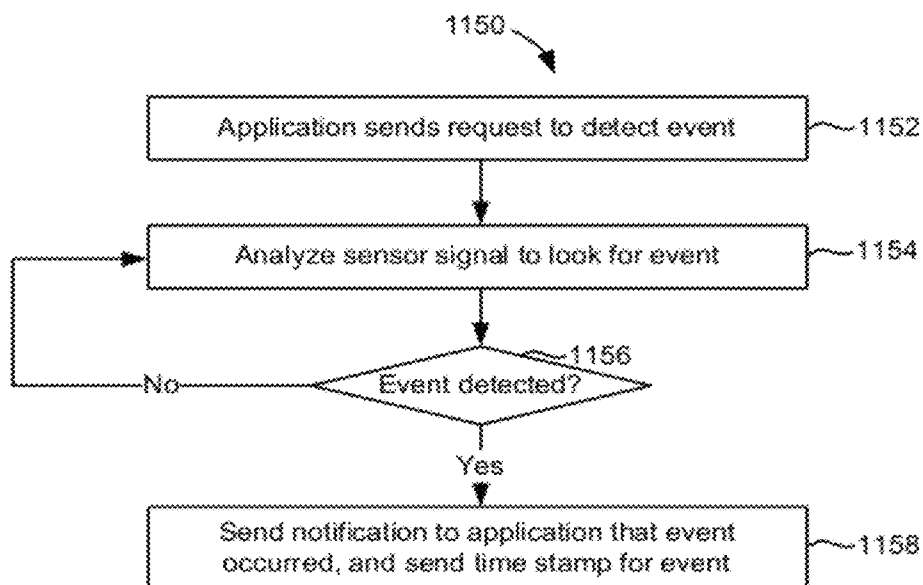 1150
Application sends request to detect event
1152
Analyze sensor signal to look for event
1154
1156
Event detected?
No
Yes
Send notification to application that event
occurred, and send time stamp for event
1158